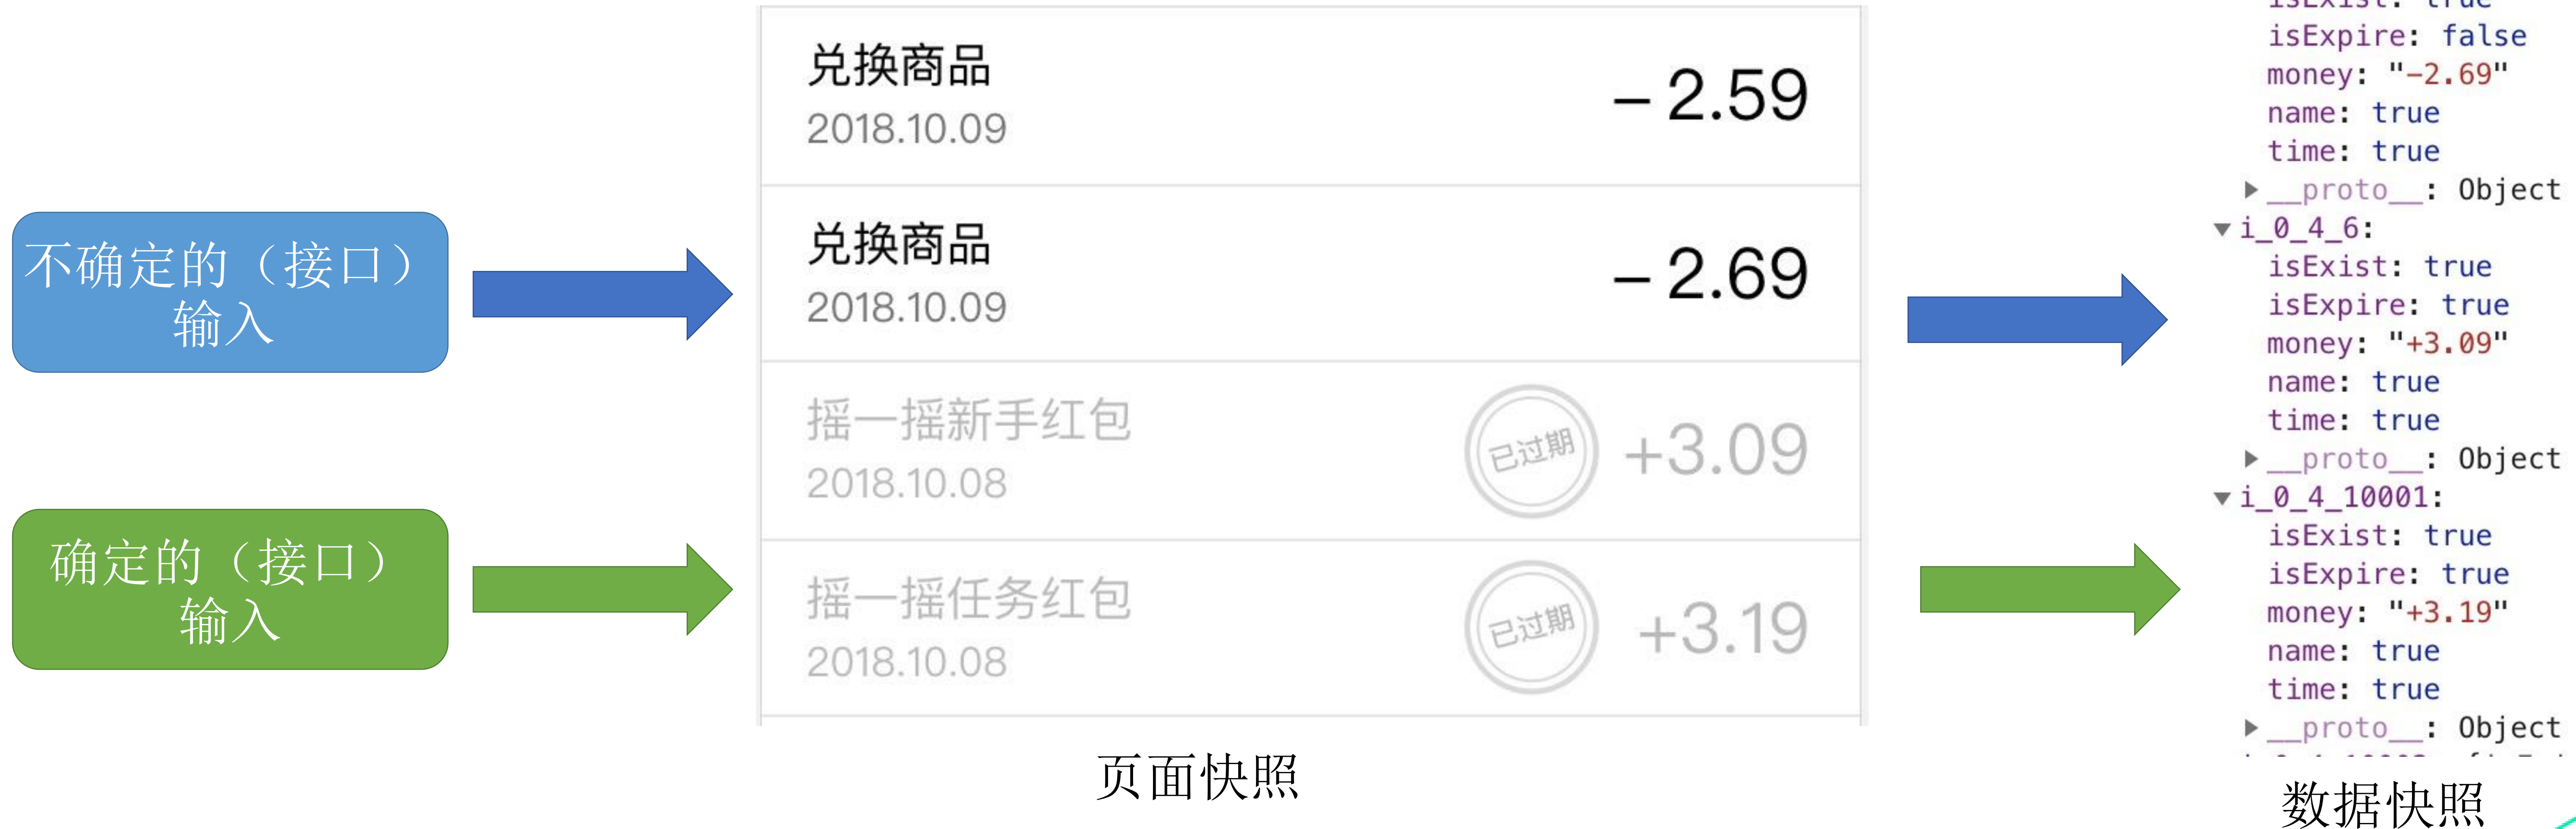 不确定的（接口）
输入
确定的（接口）
输入
兑换商品
2018.10.09
－2.59
兑换商品
2018.10.09
－2.69
摇一摇新手红包
2018.10.08
已过期
+3.09
摇一摇任务红包
2018.10.08
已过期
+3.19
页面快照
isExist: true
isExpire: false
money: "-2.69"
name: true
time: true
▶__proto__: Object
▼i_0_4_6:
isExist: true
isExpire: true
money: "+3.09"
name: true
time: true
▶__proto__: Object
▼i_0_4_10001:
isExist: true
isExpire: true
money: "+3.19"
name: true
time: true
▶__proto__: Object
数据快照